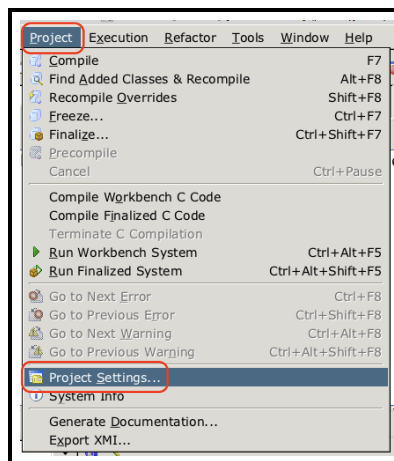 Project Execution Refactor Tools Window Help
Compile F7
Find Added Classes & Recompile Alt+F8
Recompile Overrides Shift+F8
Freeze... Ctrl+F7
Finalize... Ctrl+Shift+F7
Precompile
Cancel Ctrl+Pause
Compile Workbench C Code
Compile Finalized C Code
Terminate C Compilation
Run Workbench System Ctrl+Alt+F5
Run Finalized System Ctrl+Alt+Shift+F5
Go to Next Error Ctrl+F8
Go to Previous Error Ctrl+Shift+F8
Go to Next Warning Ctrl+Alt+F8
Go to Previous Warning Ctrl+Alt+Shift+F8
Project Settings...
System Info
Generate Documentation...
Export XMI...